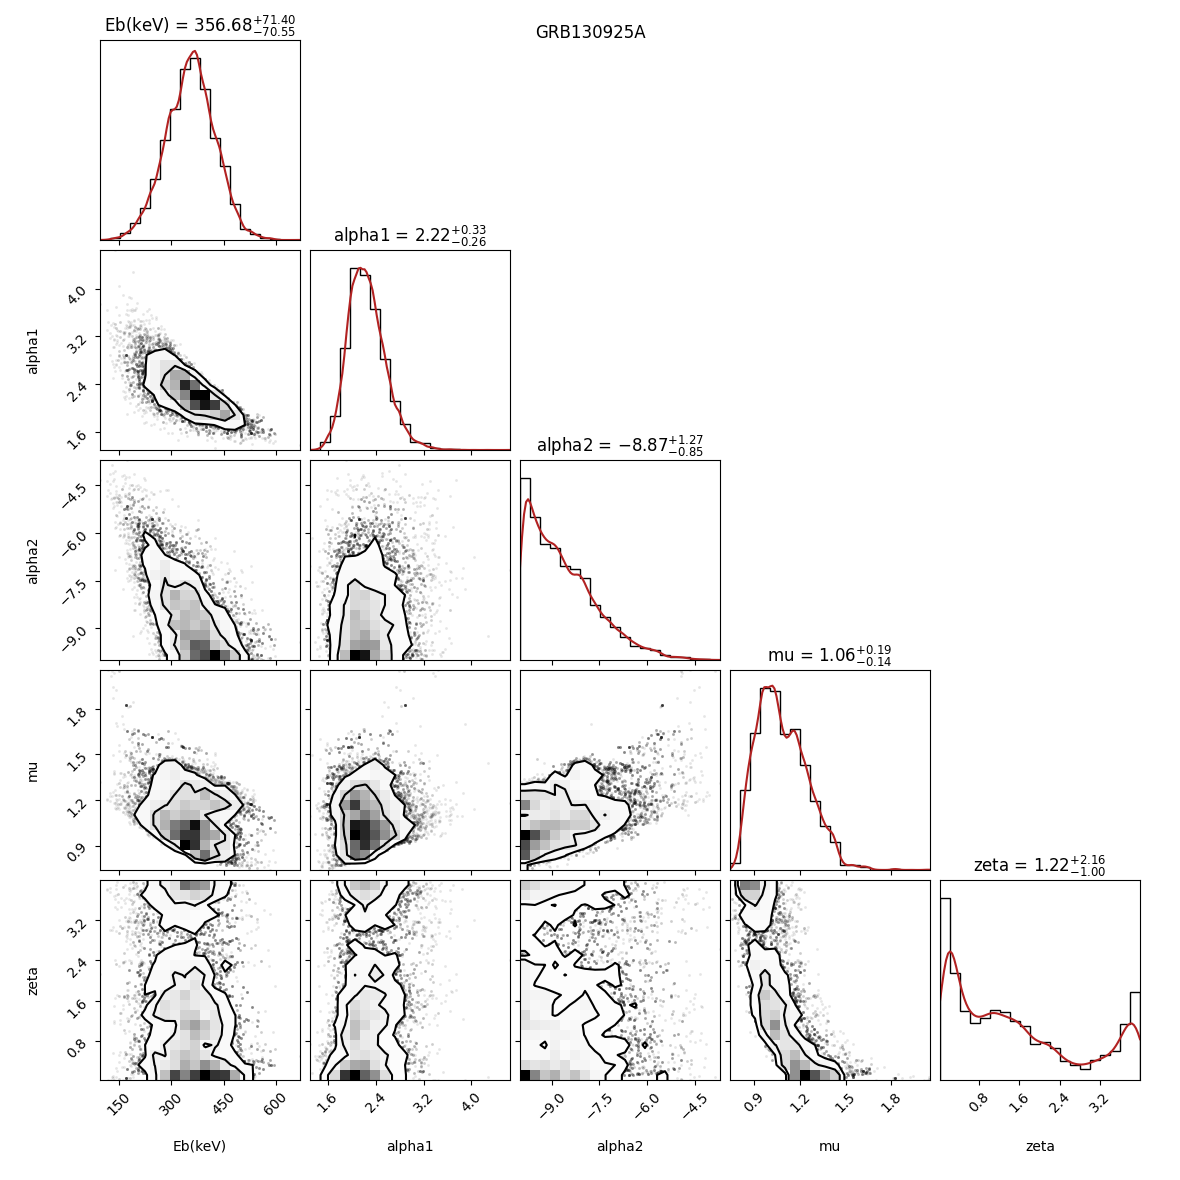 GRB130925A
Eb(keV) = 356.68+71.40−70.55
alpha1 = 2.22+0.33−0.26
4.0
3.2
2.4
1.6
alpha1
alpha2 = −8.87+1.27−0.85
−4.5
−6.0
−7.5
−9.0
alpha2
mu = 1.06+0.19−0.14
1.8
1.5
1.2
0.9
mu
zeta = 1.22+2.16−1.00
3.2
2.4
1.6
0.8
zeta
150 300 450 600 1.6 2.4 3.2 4.0 −9.0 −7.5 −6.0 −4.5 0.9 1.2 1.5 1.8 0.8 1.6 2.4 3.2
Eb(keV) alpha1 alpha2 mu zeta